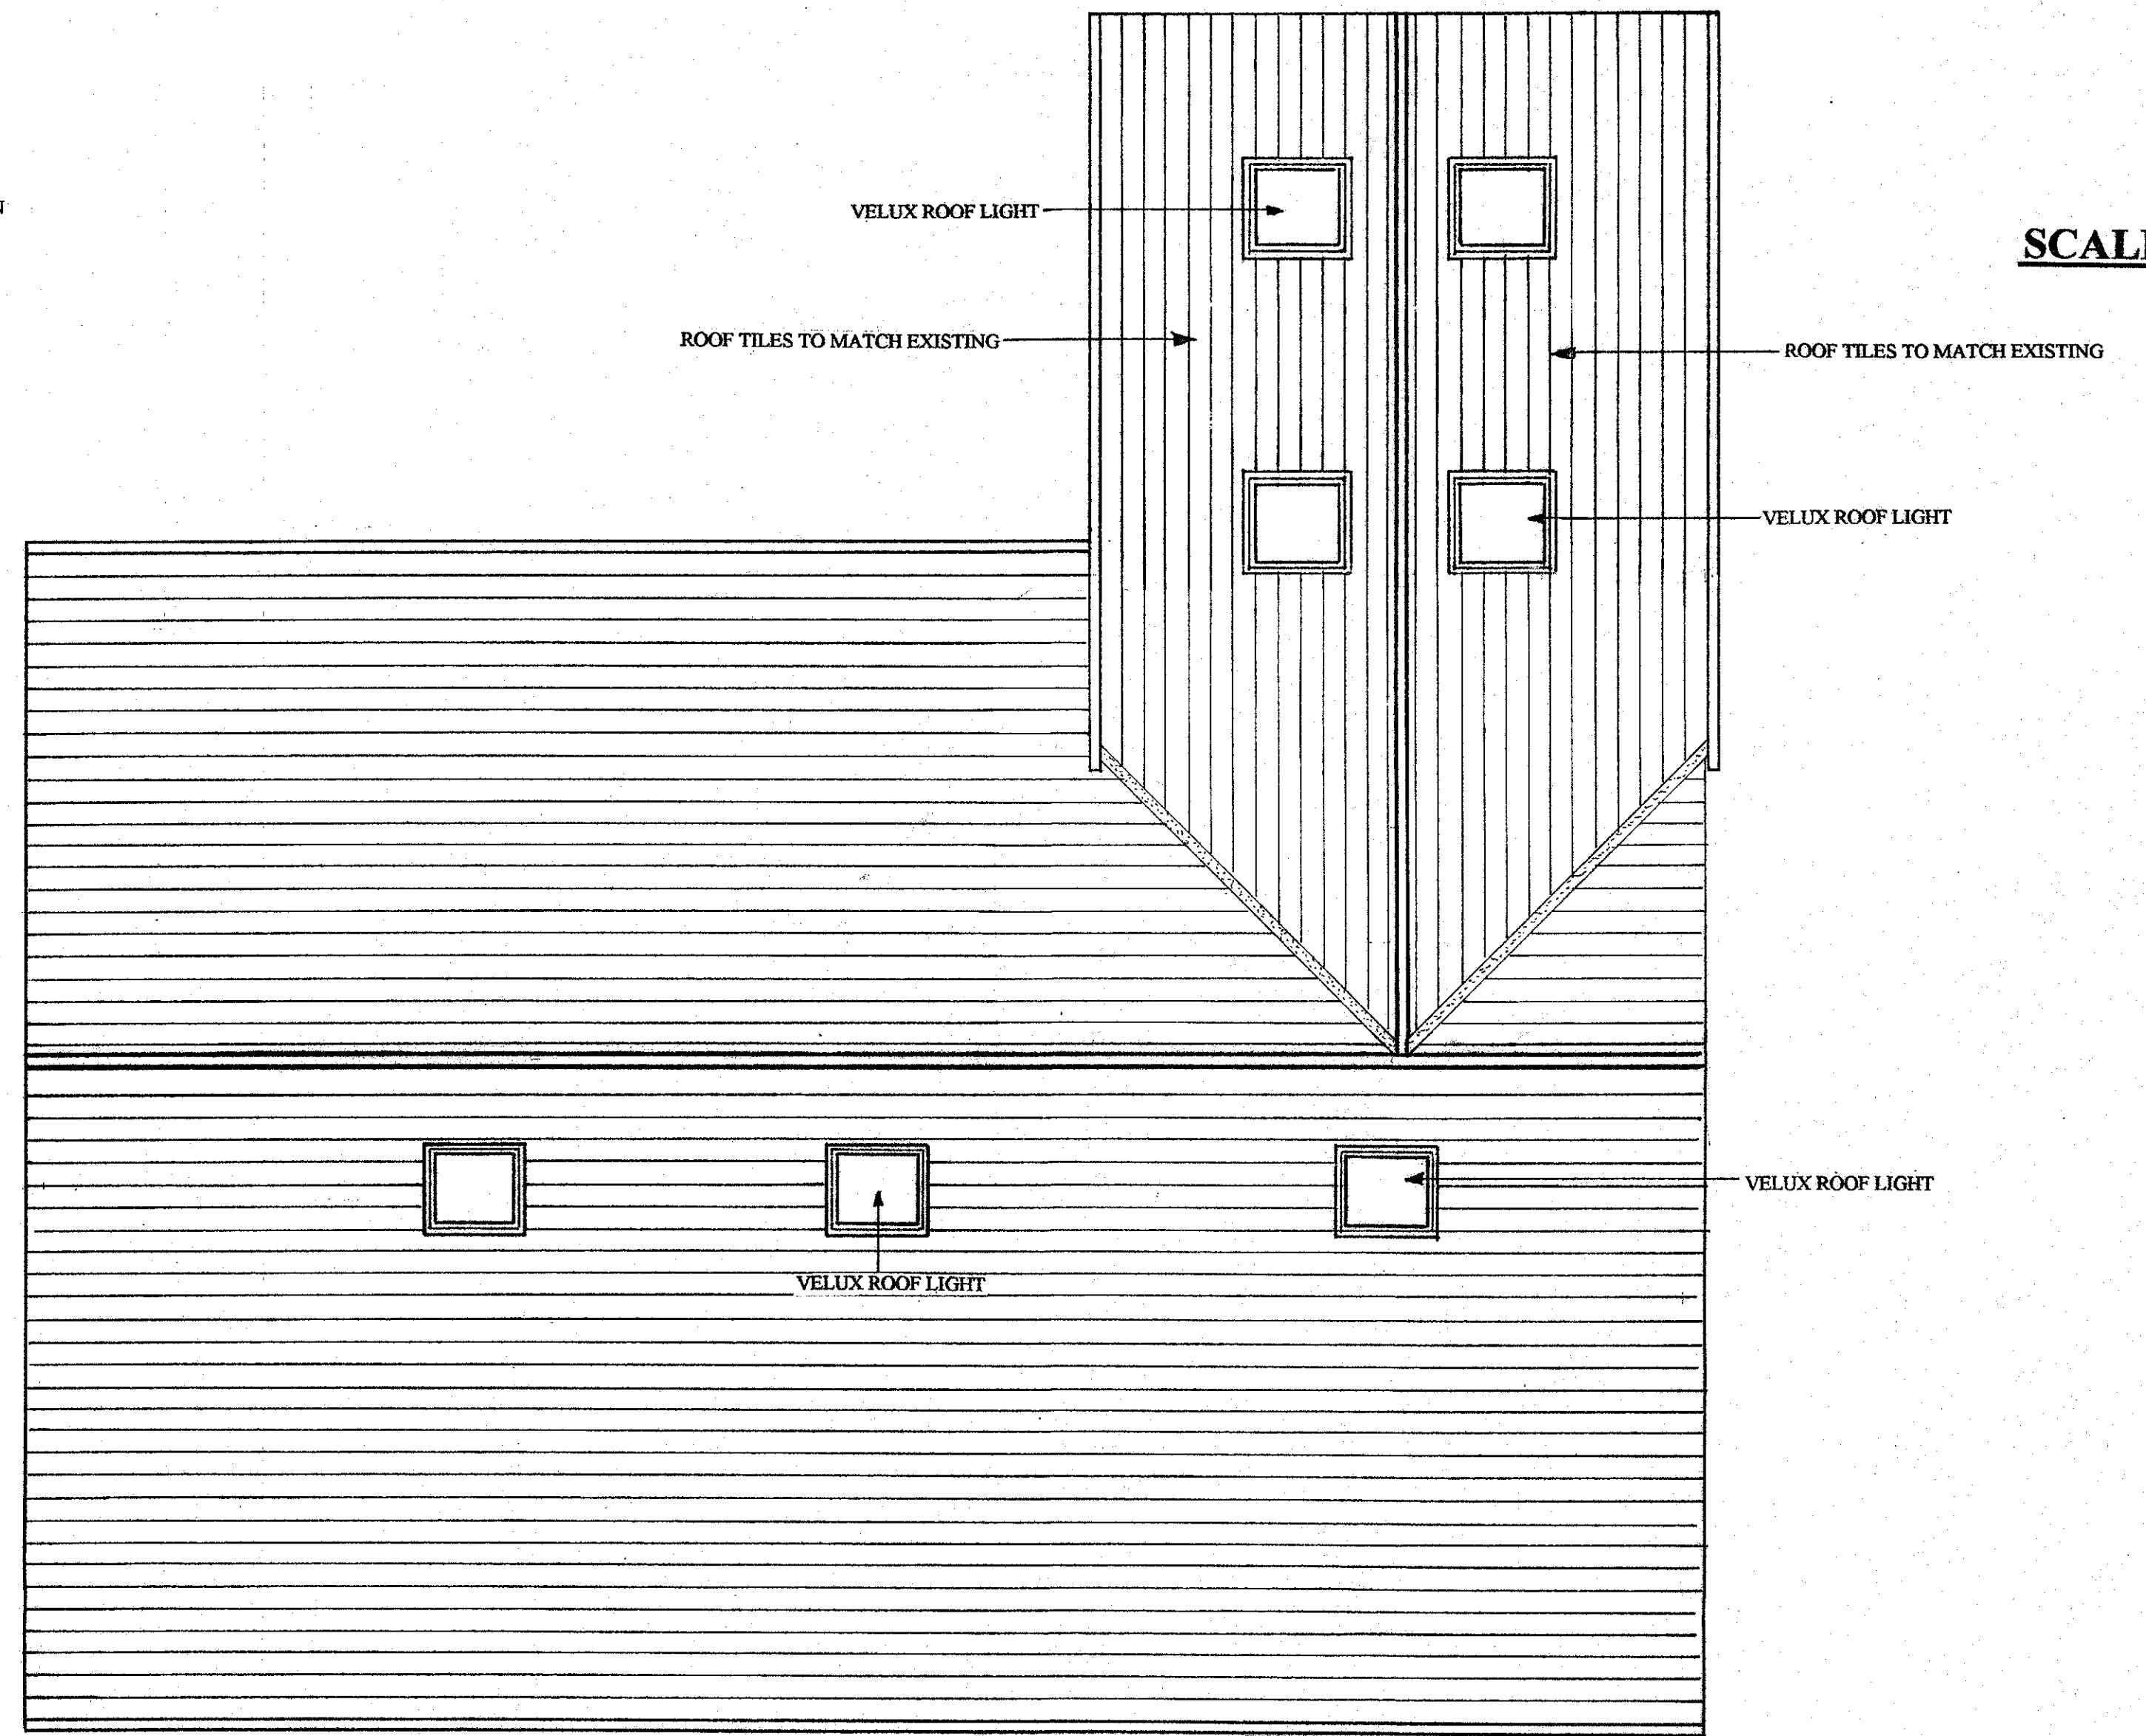 VELUX ROOF LIGHT
SCAL
ROOF TILES TO MATCH EXISTING
ROOF TILES TO MATCH EXISTING
VELUX ROOF LIGHT
VELUX ROOF LIGHT
VELUX ROOF LIGHT